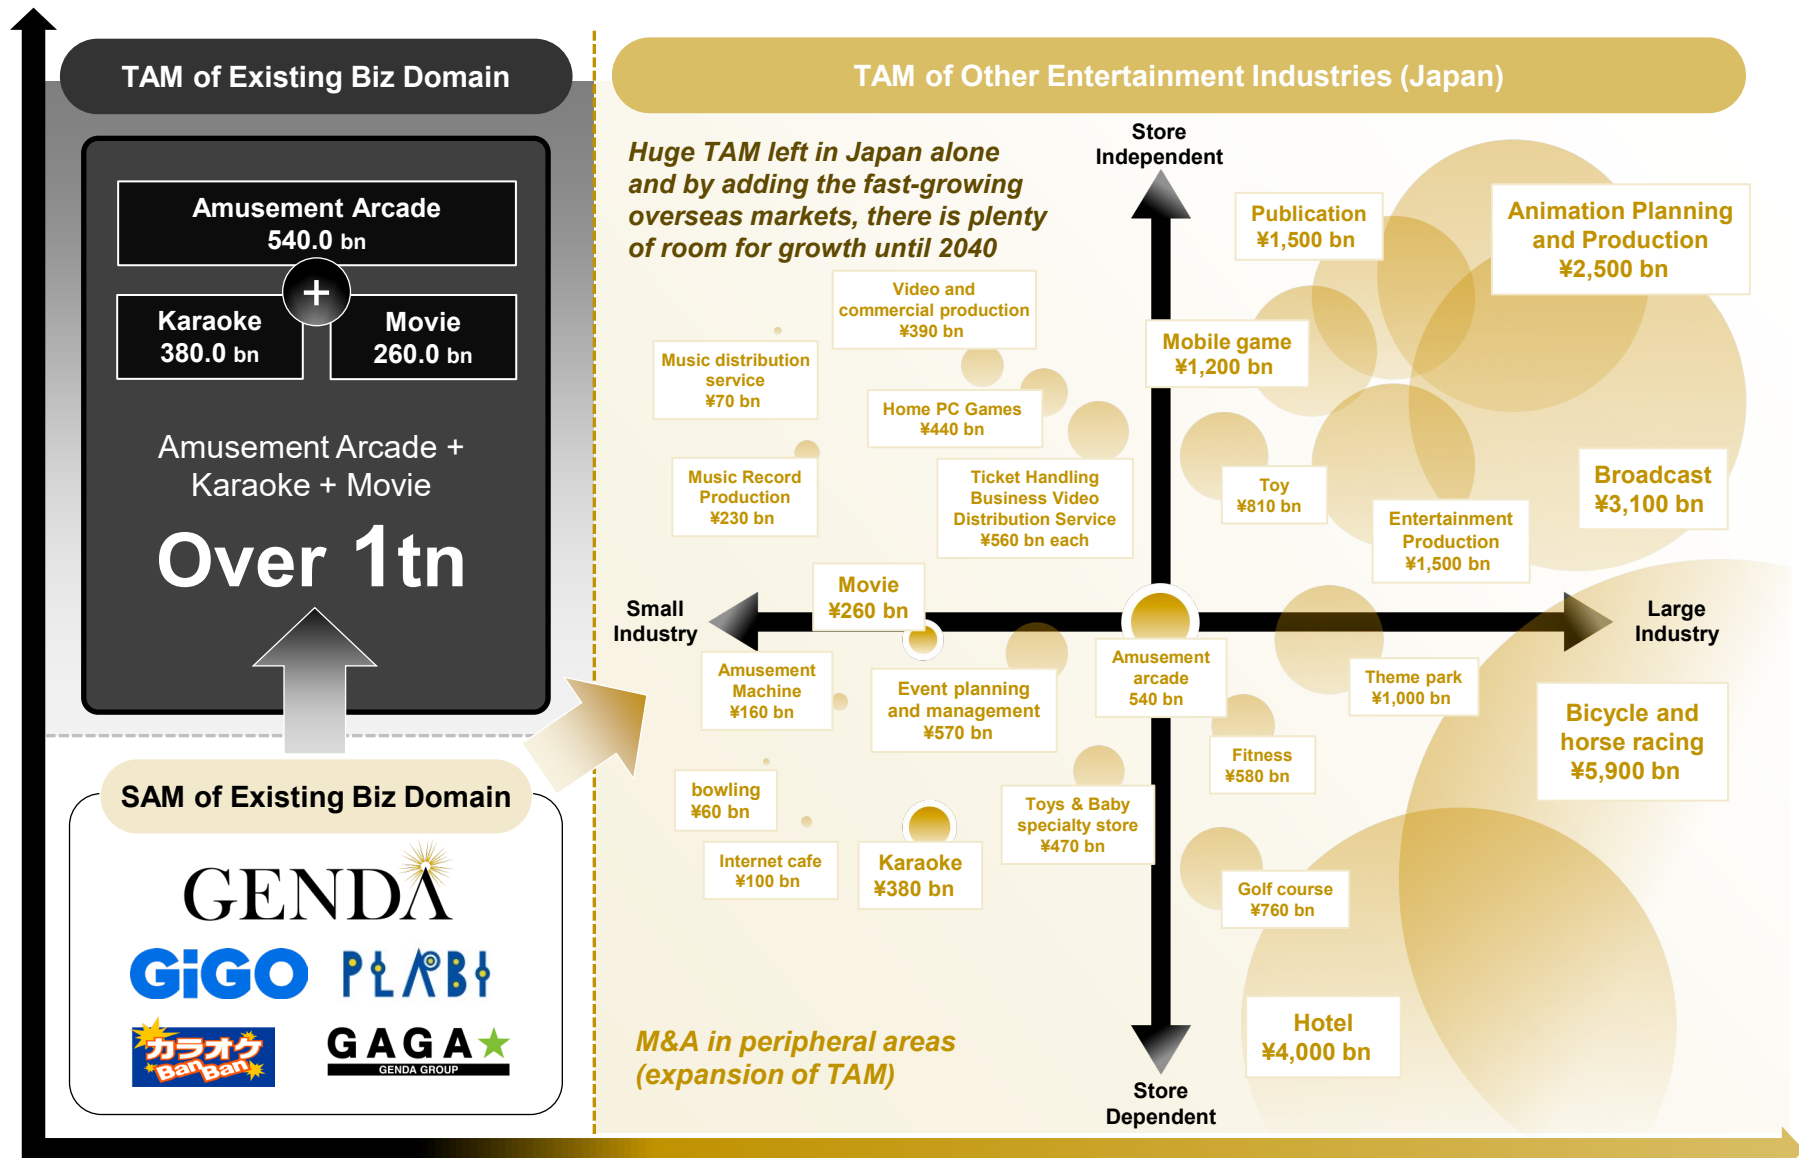 TAM of Existing Biz Domain
Amusement Arcade
540.0 bn
+
Karaoke
380.0 bn
Movie
260.0 bn
Amusement Arcade +
Karaoke + Movie
Over 1tn
SAM of Existing Biz Domain
GENDA
GiGO
PLABI
カラオケ
BanBan
GAGA
GENDA GROUP
TAM of Other Entertainment Industries (Japan)
Huge TAM left in Japan alone
and by adding the fast-growing
overseas markets, there is plenty
of room for growth until 2040
Store
Independent
Publication
¥1,500 bn
Animation Planning
and Production
¥2,500 bn
Video and
commercial production
¥390 bn
Mobile game
¥1,200 bn
Music distribution
service
¥70 bn
Home PC Games
¥440 bn
Music Record
Production
¥230 bn
Ticket Handling
Business Video
Distribution Service
¥560 bn each
Toy
¥810 bn
Broadcast
¥3,100 bn
Entertainment
Production
¥1,500 bn
Movie
¥260 bn
Small
Industry
Large
Industry
Amusement
Machine
¥160 bn
Event planning
and management
¥570 bn
Amusement
arcade
540 bn
Theme park
¥1,000 bn
Bicycle and
horse racing
¥5,900 bn
Fitness
¥580 bn
bowling
¥60 bn
Toys & Baby
specialty store
¥470 bn
Internet cafe
¥100 bn
Karaoke
¥380 bn
Golf course
¥760 bn
Hotel
¥4,000 bn
M&A in peripheral areas
(expansion of TAM)
Store
Dependent